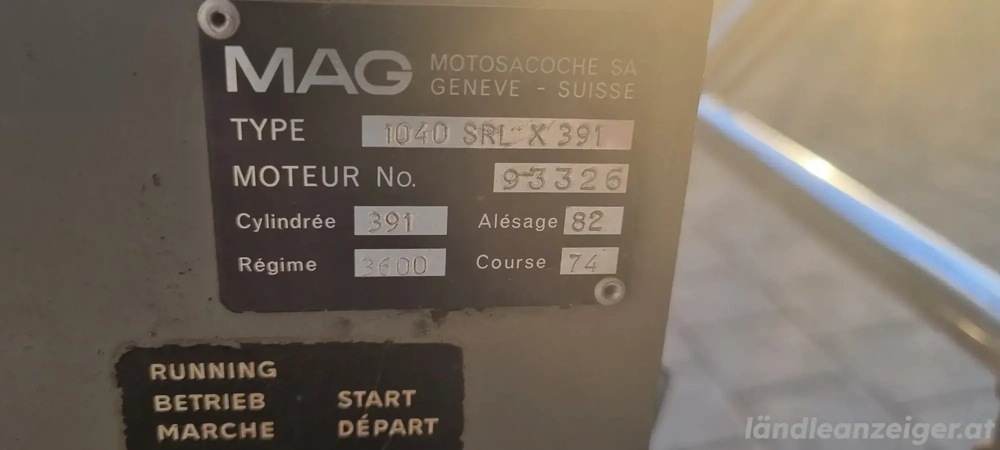 MAG MOTOSACOCHE SA
GENEVE - SUISSE
TYPE 1040 SRL X 391
MOTEUR No. 93326
Cylindrée 391 Alésage 82
Régime 3600 Course 74
RUNNING
BETRIEB START
MARCHE DÉPART
ländleanzeiger.at